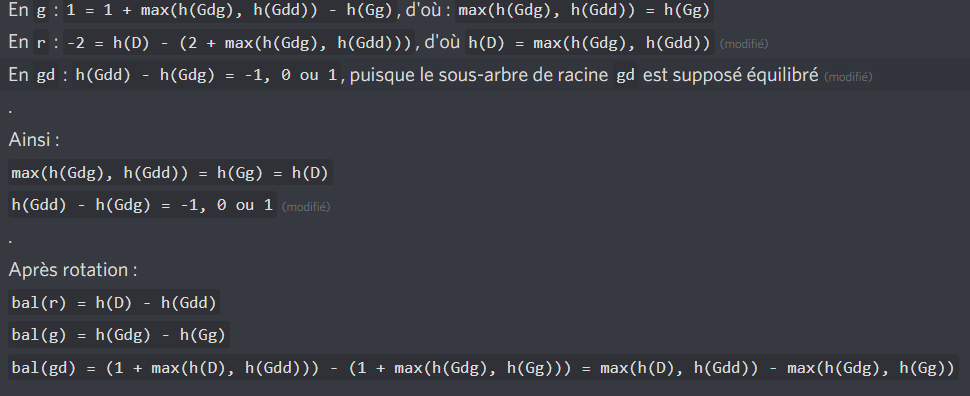 En g : 1 = 1 + max(h(Gdg), h(Gdd)) - h(Gg), d'où : max(h(Gdg), h(Gdd)) = h(Gg)
En r : -2 = h(D) - (2 + max(h(Gdg), h(Gdd))), d'où h(D) = max(h(Gdg), h(Gdd)) (modifié)
En gd : h(Gdd) - h(Gdg) = -1, 0 ou 1, puisque le sous-arbre de racine gd est supposé équilibré (modifié)
.
Ainsi :
max(h(Gdg), h(Gdd)) = h(Gg) = h(D)
h(Gdd) - h(Gdg) = -1, 0 ou 1 (modifié)
.
Après rotation :
bal(r) = h(D) - h(Gdd)
bal(g) = h(Gdg) - h(Gg)
bal(gd) = (1 + max(h(D), h(Gdd))) - (1 + max(h(Gdg), h(Gg))) = max(h(D), h(Gdd)) - max(h(Gdg), h(Gg))